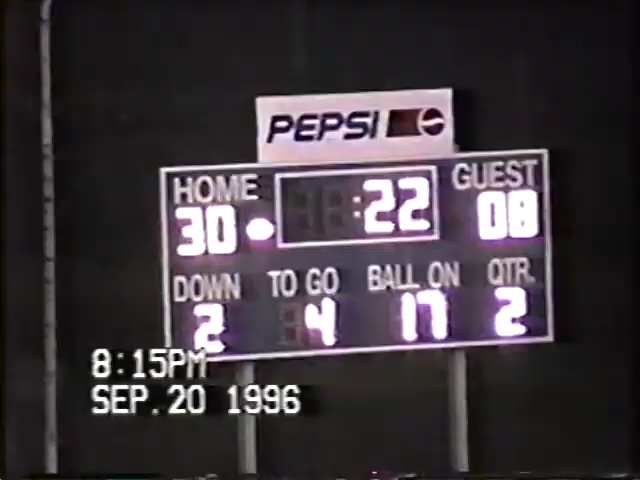 PEPSI
HOME :22 GUEST
30 08
DOWN TO GO BALL ON QTR.
2 4 17 2
8:15PM
SEP. 20 1996